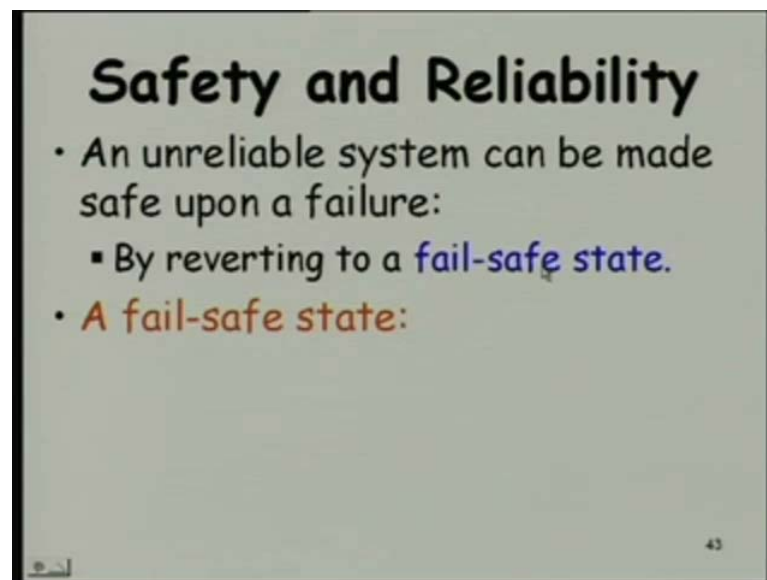 Safety and Reliability
• An unreliable system can be made
safe upon a failure:
▪ By reverting to a fail-safe state.
• A fail-safe state:
43